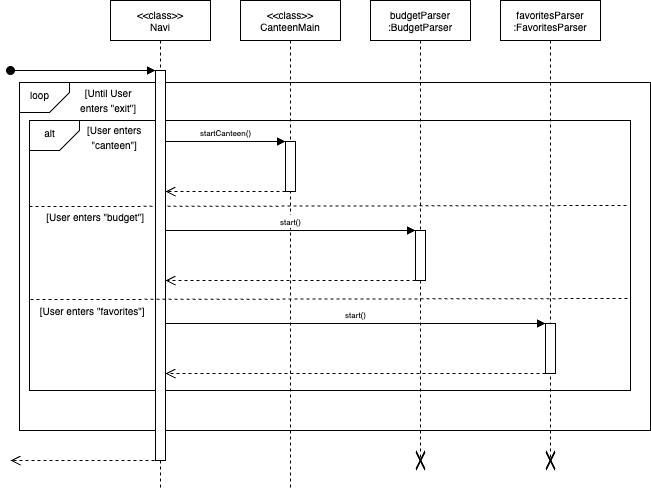 <<class>>
Navi
<<class>>
CanteenMain
budgetParser
:BudgetParser
favoritesParser
:FavoritesParser
loop
[Until User
enters "exit"]
alt
[User enters
"canteen"]
startCanteen()
[User enters "budget"]
start()
[User enters "favorites"]
start()